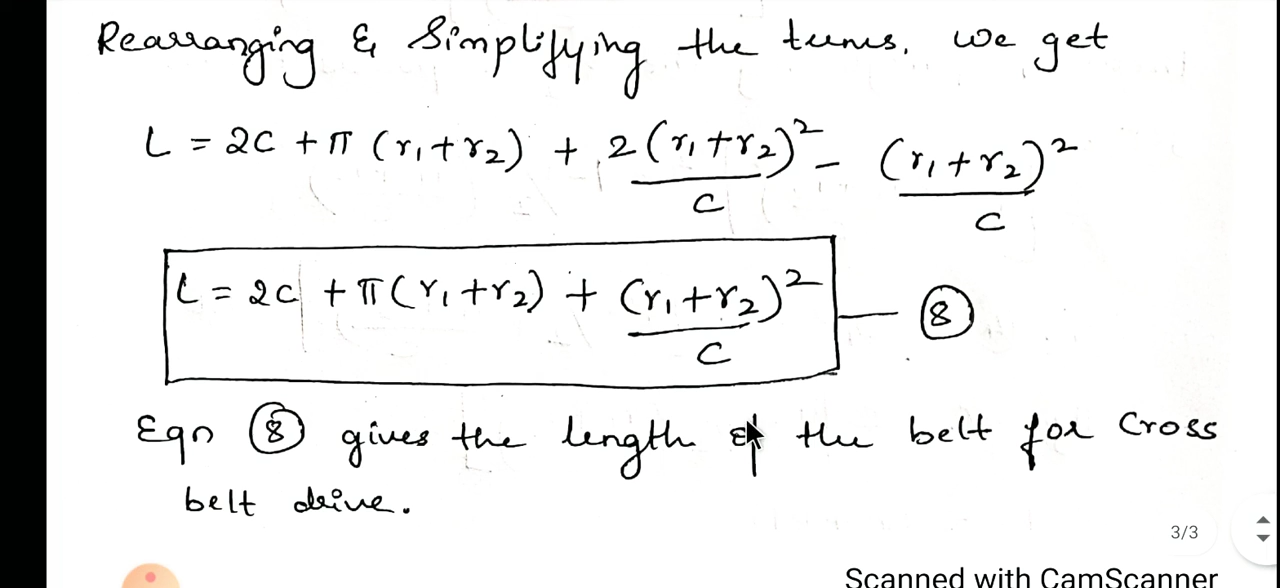 Rearranging & Simplifying the terms, we get
L = 2C + π (r₁+r₂) + 2(r₁+r₂)²/C - (r₁+r₂)²/C
L = 2C + π(r₁+r₂) + (r₁+r₂)²/C — ⑧
Eqn ⑧ gives the length of the belt for Cross
belt drive.
3/3
Scanned with CamScanner